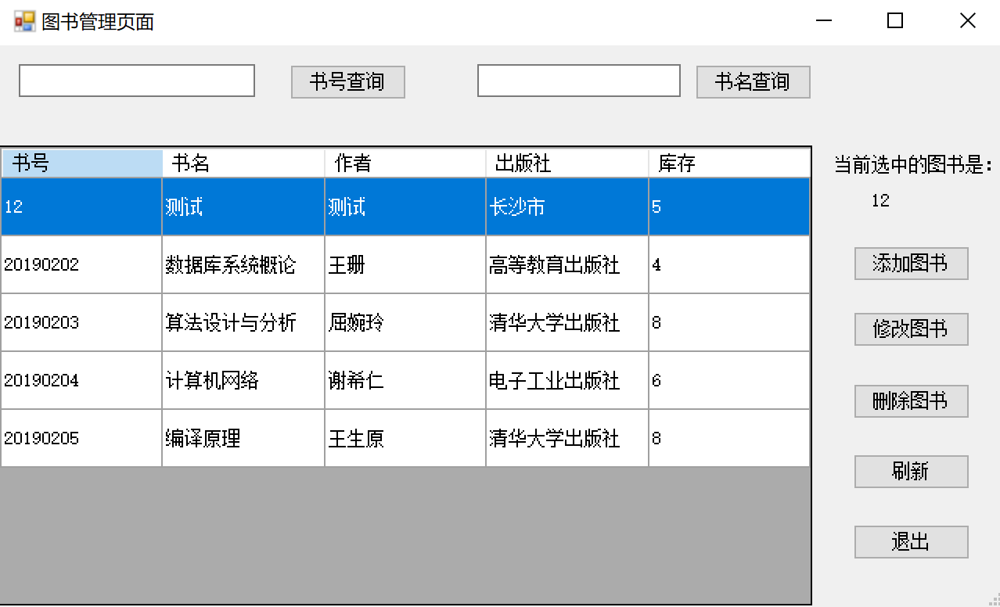 图书管理页面
书号查询 书名查询
书号 书名 作者 出版社 库存
当前选中的图书是：
12 测试 测试 长沙市 5
12
20190202 数据库系统概论 王珊 高等教育出版社 4
添加图书
20190203 算法设计与分析 屈婉玲 清华大学出版社 8
修改图书
20190204 计算机网络 谢希仁 电子工业出版社 6
删除图书
20190205 编译原理 王生原 清华大学出版社 8
刷新
退出